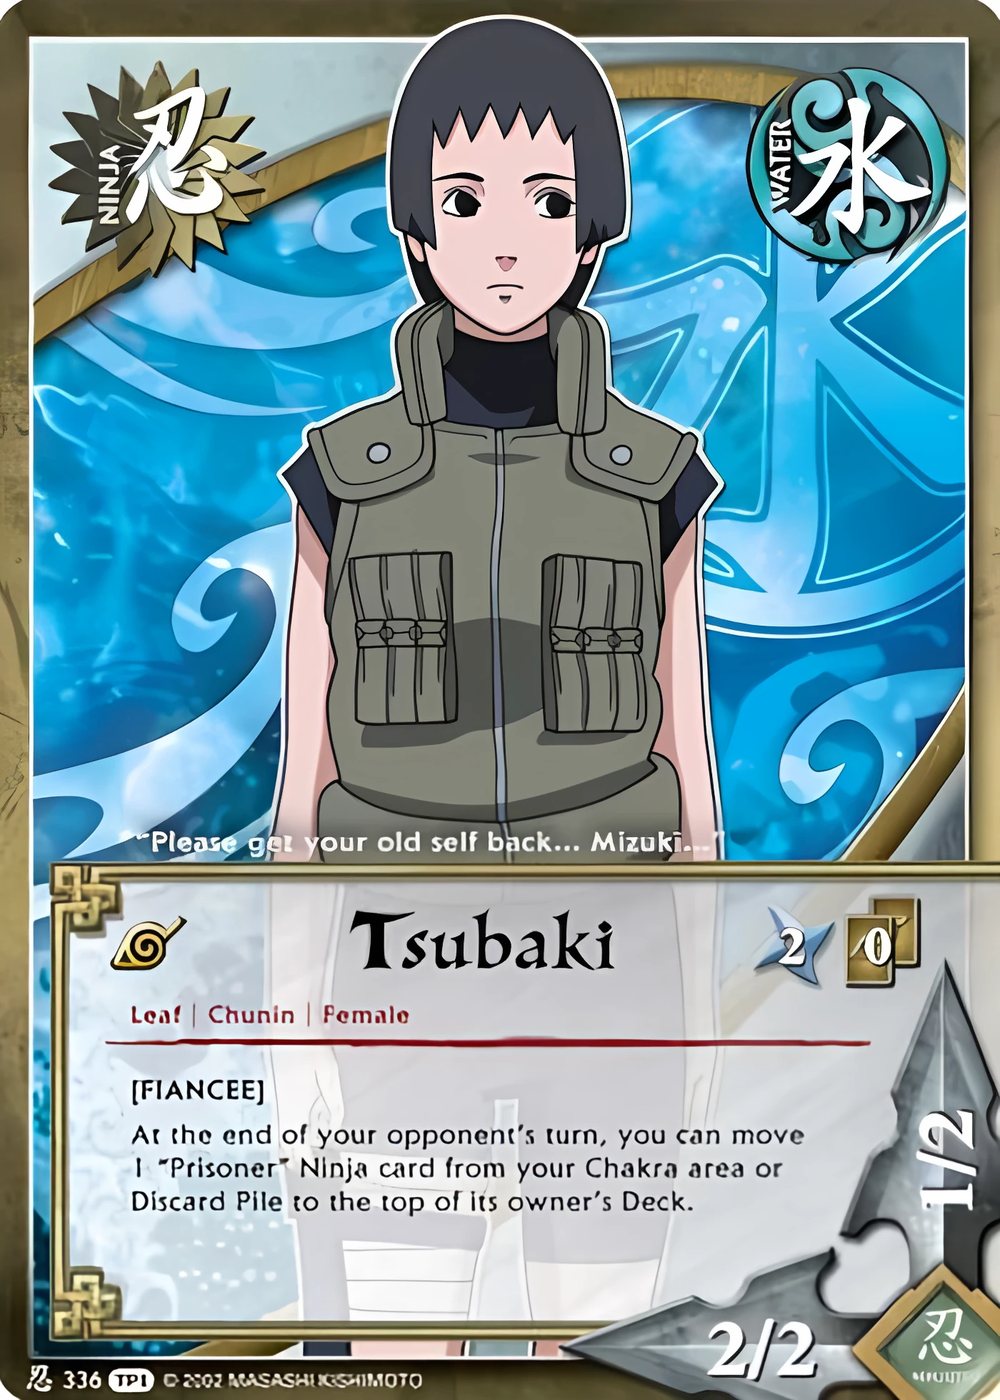 NINJA 忍
WATER 水
"Please get your old self back... Mizuki..."
Tsubaki
2 0
Leaf | Chunin | Female
[FIANCEE]
At the end of your opponent's turn, you can move
1 "Prisoner" Ninja card from your Chakra area or
Discard Pile to the top of its owner's Deck.
1/2
2/2
忍
忍 336 TP1 © 2002 MASASHI KISHIMOTO